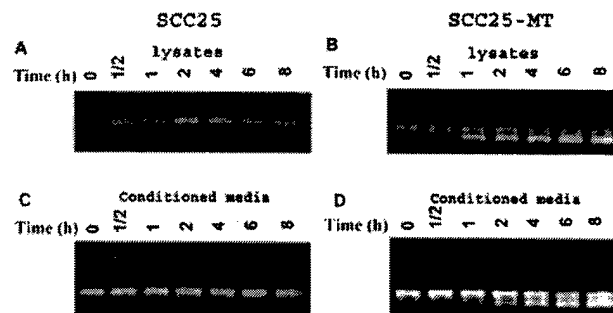 SCC25
SCC25-MT
A
lysates
B
lysates
Time (h) 0 1/2 1 2 4 6 8
Time (h) 0 1/2 1 2 4 6 8
C
Conditioned media
D
Conditioned media
Time (h) 0 1/2 1 2 4 6 8
Time (h) 0 1/2 1 2 4 6 8